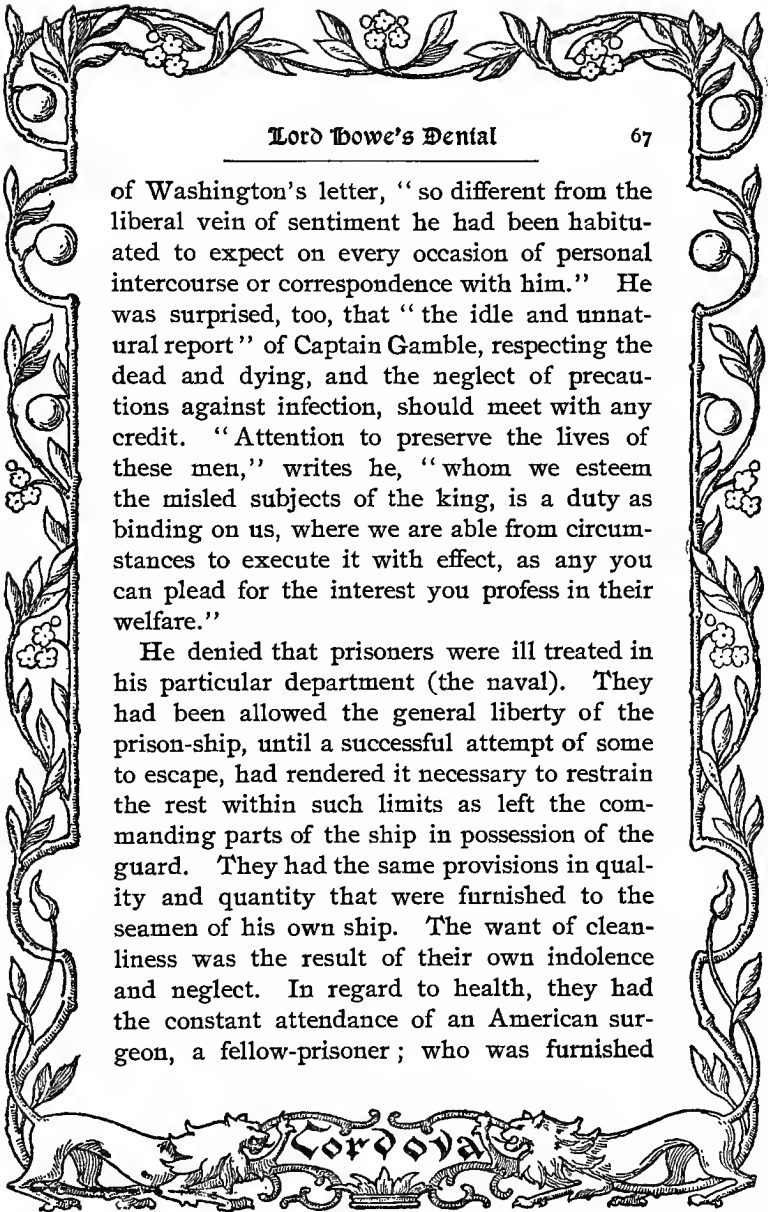 Lord Howe's Denial 67
of Washington's letter, “ so different from the
liberal vein of sentiment he had been habitu-
ated to expect on every occasion of personal
intercourse or correspondence with him.” He
was surprised, too, that “ the idle and unnat-
ural report ” of Captain Gamble, respecting the
dead and dying, and the neglect of precau-
tions against infection, should meet with any
credit. “ Attention to preserve the lives of
these men,” writes he, “ whom we esteem
the misled subjects of the king, is a duty as
binding on us, where we are able from circum-
stances to execute it with effect, as any you
can plead for the interest you profess in their
welfare.”
He denied that prisoners were ill treated in
his particular department (the naval). They
had been allowed the general liberty of the
prison-ship, until a successful attempt of some
to escape, had rendered it necessary to restrain
the rest within such limits as left the com-
manding parts of the ship in possession of the
guard. They had the same provisions in qual-
ity and quantity that were furnished to the
seamen of his own ship. The want of clean-
liness was the result of their own indolence
and neglect. In regard to health, they had
the constant attendance of an American sur-
geon, a fellow-prisoner ; who was furnished
Cordova